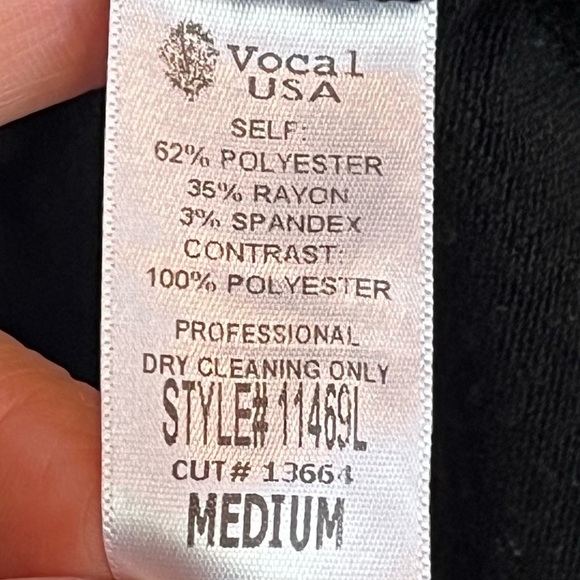 Vocal
USA
SELF:
62% POLYESTER
35% RAYON
3% SPANDEX
CONTRAST:
100% POLYESTER
PROFESSIONAL
DRY CLEANING ONLY
STYLE# 11469L
CUT# 13664
MEDIUM